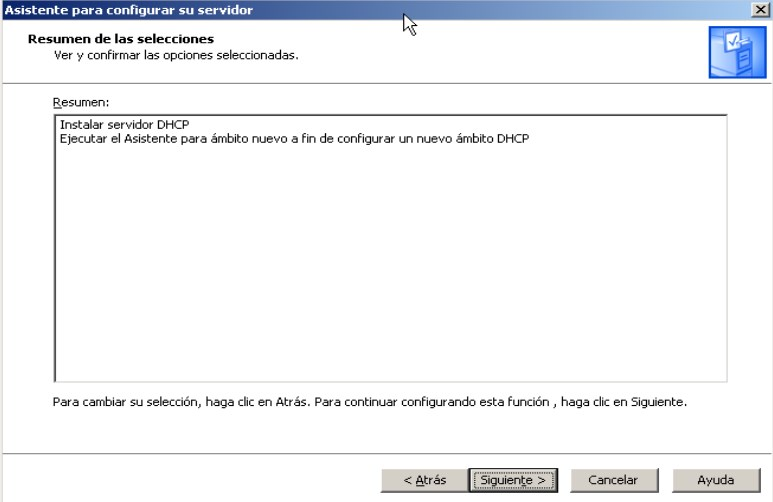 Asistente para configurar su servidor
Resumen de las selecciones
Ver y confirmar las opciones seleccionadas.
Resumen:
Instalar servidor DHCP
Ejecutar el Asistente para ámbito nuevo a fin de configurar un nuevo ámbito DHCP
Para cambiar su selección, haga clic en Atrás. Para continuar configurando esta función , haga clic en Siguiente.
< Atrás Siguiente > Cancelar Ayuda